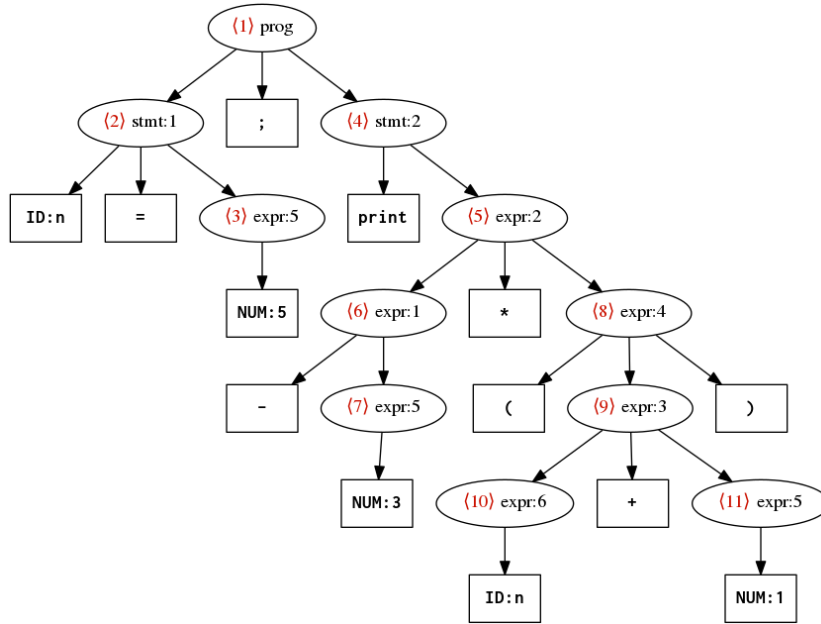 ⟨1⟩ prog
⟨2⟩ stmt:1
;
⟨4⟩ stmt:2
ID:n
=
⟨3⟩ expr:5
print
⟨5⟩ expr:2
NUM:5
⟨6⟩ expr:1
*
⟨8⟩ expr:4
-
⟨7⟩ expr:5
(
⟨9⟩ expr:3
)
NUM:3
⟨10⟩ expr:6
+
⟨11⟩ expr:5
ID:n
NUM:1